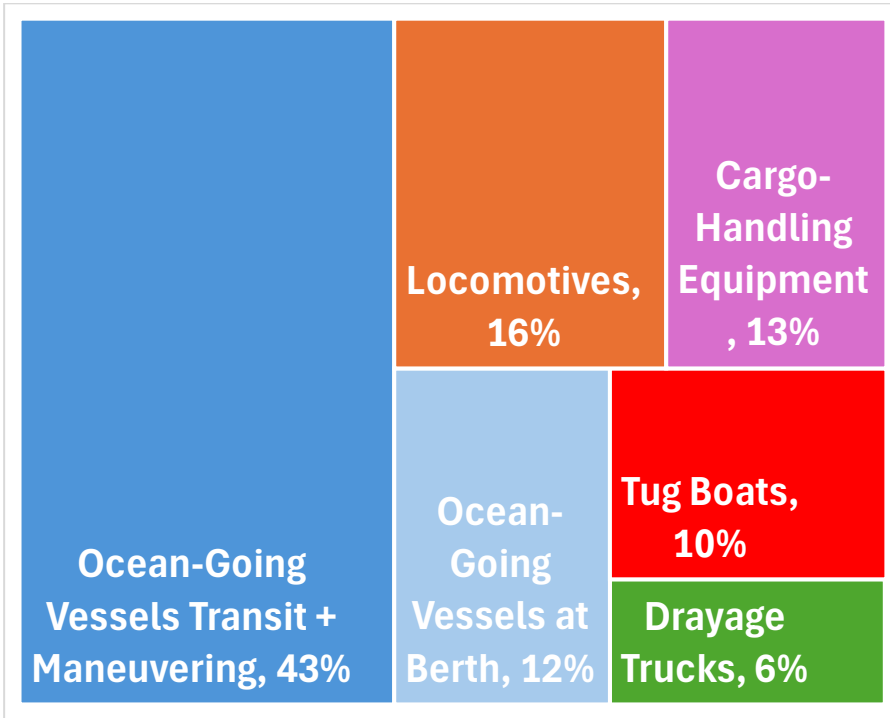 Ocean-Going
Vessels Transit +
Maneuvering, 43%
Locomotives,
16%
Cargo-
Handling
Equipment
, 13%
Ocean-
Going
Vessels at
Berth, 12%
Tug Boats,
10%
Drayage
Trucks, 6%